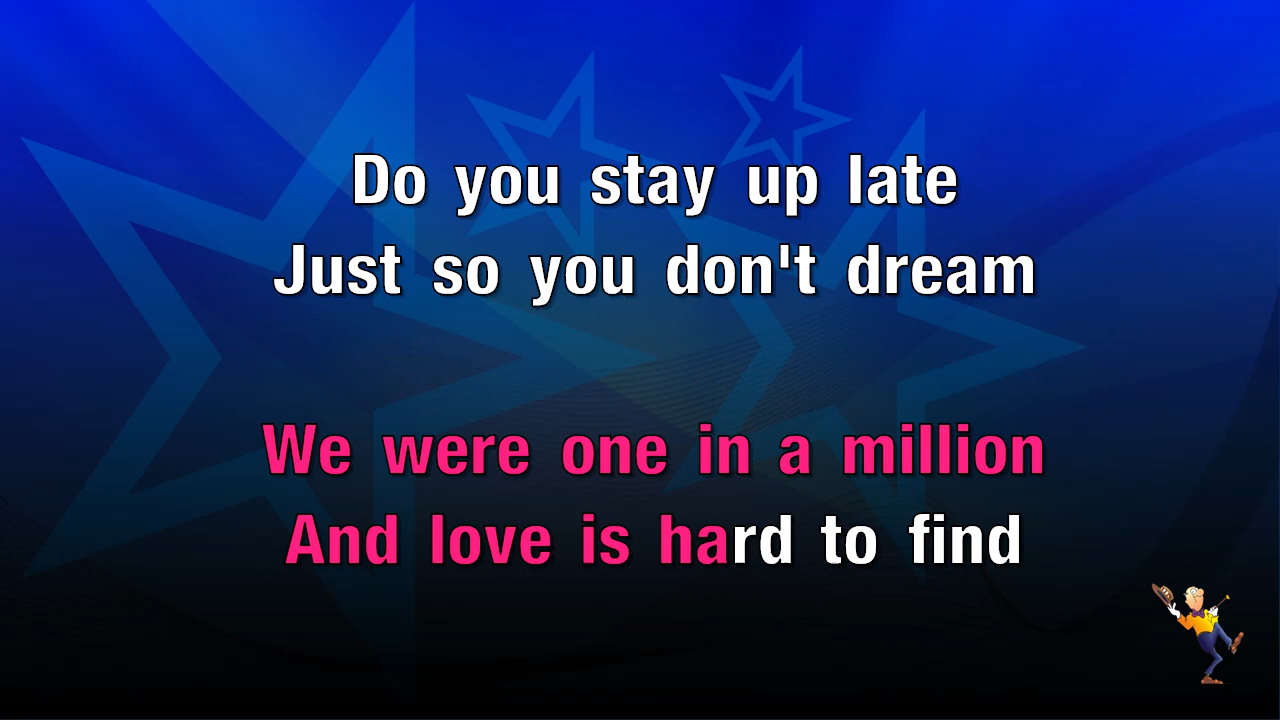 Do you stay up late
Just so you don't dream
We were one in a million
And love is hard to find